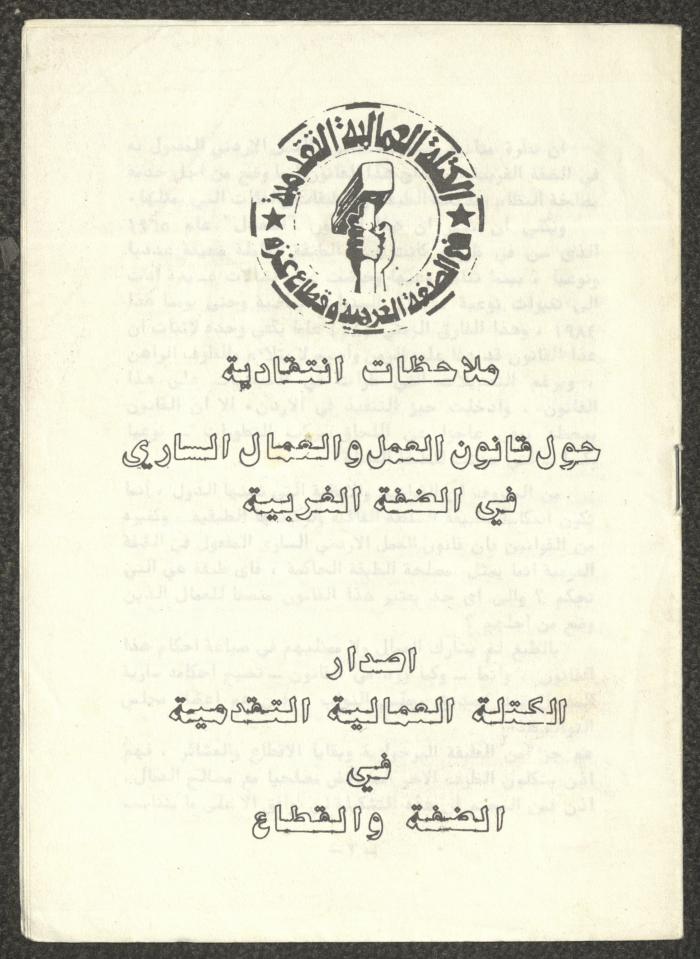 الكتلة العمالية التقدمية
في الضفة الغربية وقطاع غزة
ملاحظات انتقادية
حول قانون العمل والعمال الساري
في الضفة الغربية
اصدار
الكتلة العمالية التقدمية
في
الضفة والقطاع